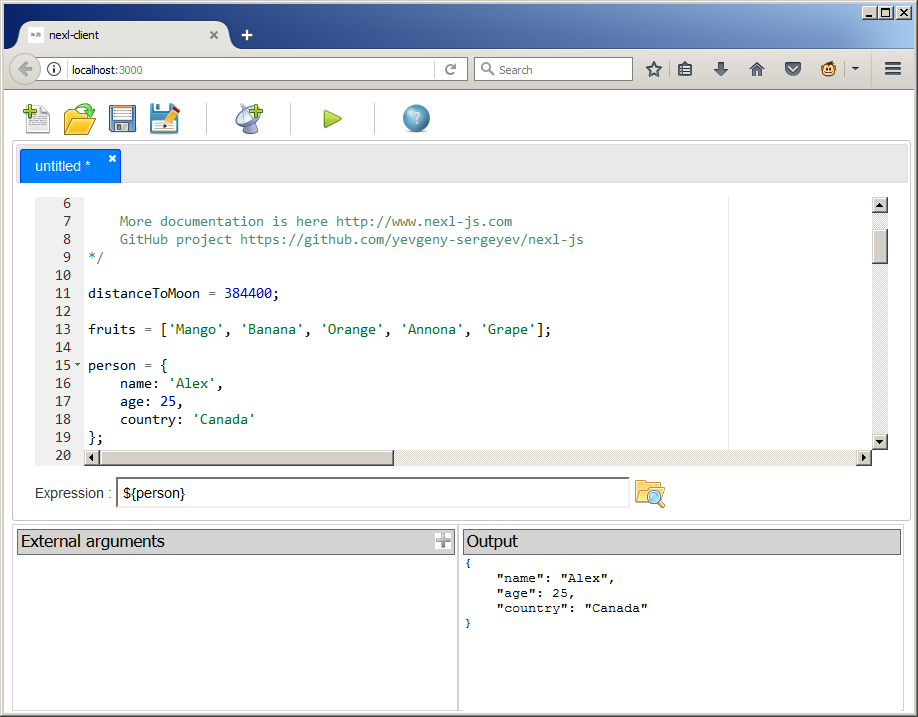 nexl-client
localhost:3000
Search
untitled *
6
7 More documentation is here http://www.nexl-js.com
8 GitHub project https://github.com/yevgeny-sergeyev/nexl-js
9 */
10
11 distanceToMoon = 384400;
12
13 fruits = ['Mango', 'Banana', 'Orange', 'Annona', 'Grape'];
14
15 person = {
16 name: 'Alex',
17 age: 25,
18 country: 'Canada'
19 };
20
Expression : ${person}
External arguments
Output
{
"name": "Alex",
"age": 25,
"country": "Canada"
}